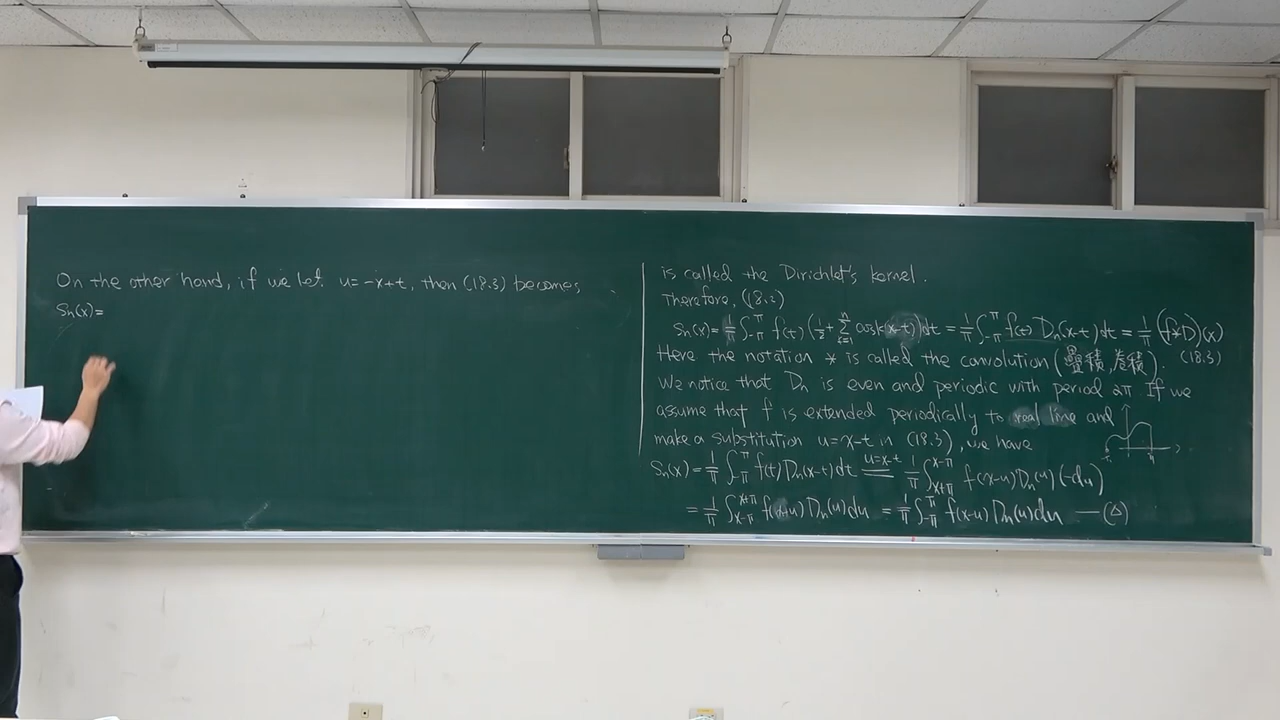 On the other hand, if we let u=-x+t, then (18.3) becomes
Sn(x)=
is called the Dirichlet's kernel.
Therefore, (18.2)
Sn(x)= 1/π ∫_{-π}^{π} f(t) (1/2 + Σ_{k=1}^{n} cos k(x-t)) dt = 1/π ∫_{-π}^{π} f(t) Dn(x-t) dt = 1/π (f*D)(x)
Here the notation * is called the convolution (疊積, 卷積). (18.3)
We notice that Dn is even and periodic with period 2π. If we
assume that f is extended periodically to real line and
make a substitution u=x-t in (18.3), we have
Sn(x)= 1/π ∫_{-π}^{π} f(t) Dn(x-t) dt =(u=x-t)= 1/π ∫_{x+π}^{x-π} f(x-u) Dn(u) (-du)
= 1/π ∫_{x-π}^{x+π} f(x-u) Dn(u) du = 1/π ∫_{-π}^{π} f(x-u) Dn(u) du —(Δ)